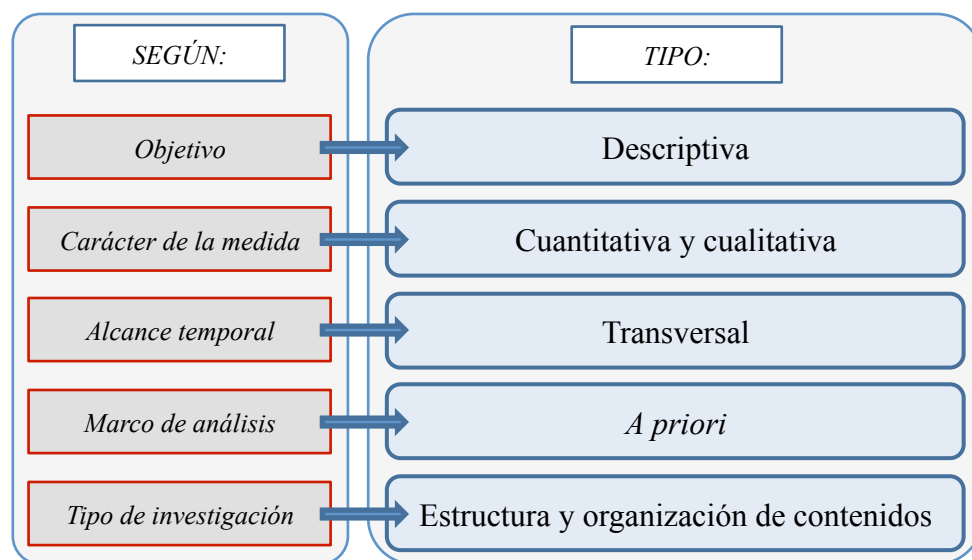 SEGÚN:
TIPO:
Objetivo
Descriptiva
Carácter de la medida
Cuantitativa y cualitativa
Alcance temporal
Transversal
Marco de análisis
A priori
Tipo de investigación
Estructura y organización de contenidos